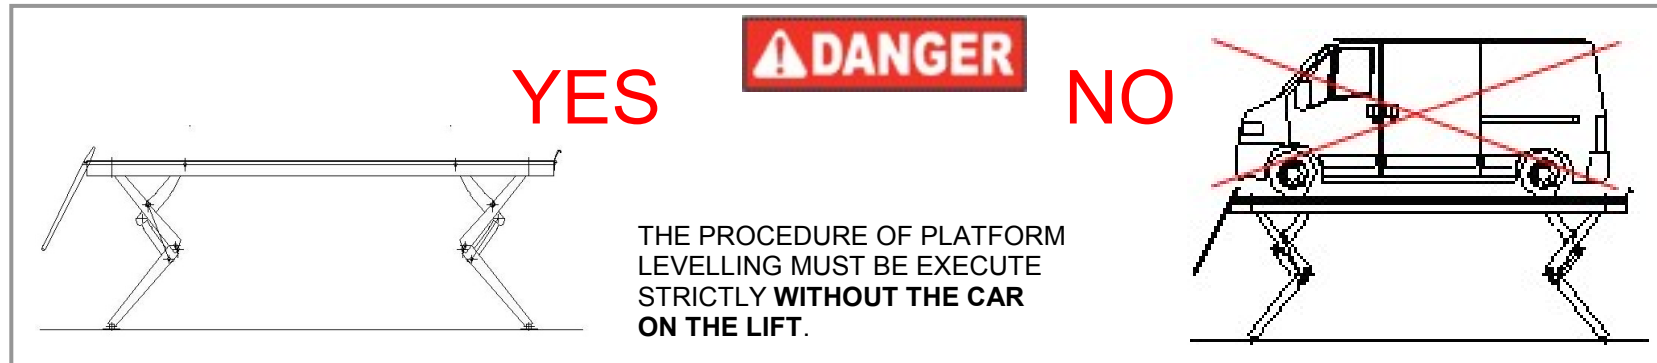 YES
DANGER
NO
THE PROCEDURE OF PLATFORM
LEVELLING MUST BE EXECUTE
STRICTLY WITHOUT THE CAR
ON THE LIFT.